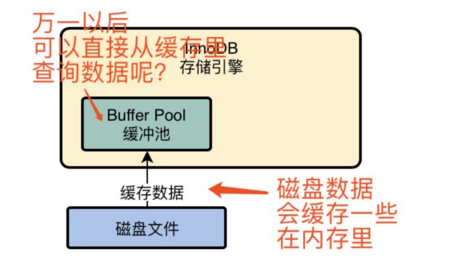 万一以后
可以直接从缓存里
查询数据呢？
InnoDB
存储引擎
Buffer Pool
缓冲池
缓存数据
磁盘文件
磁盘数据
会缓存一些
在内存里